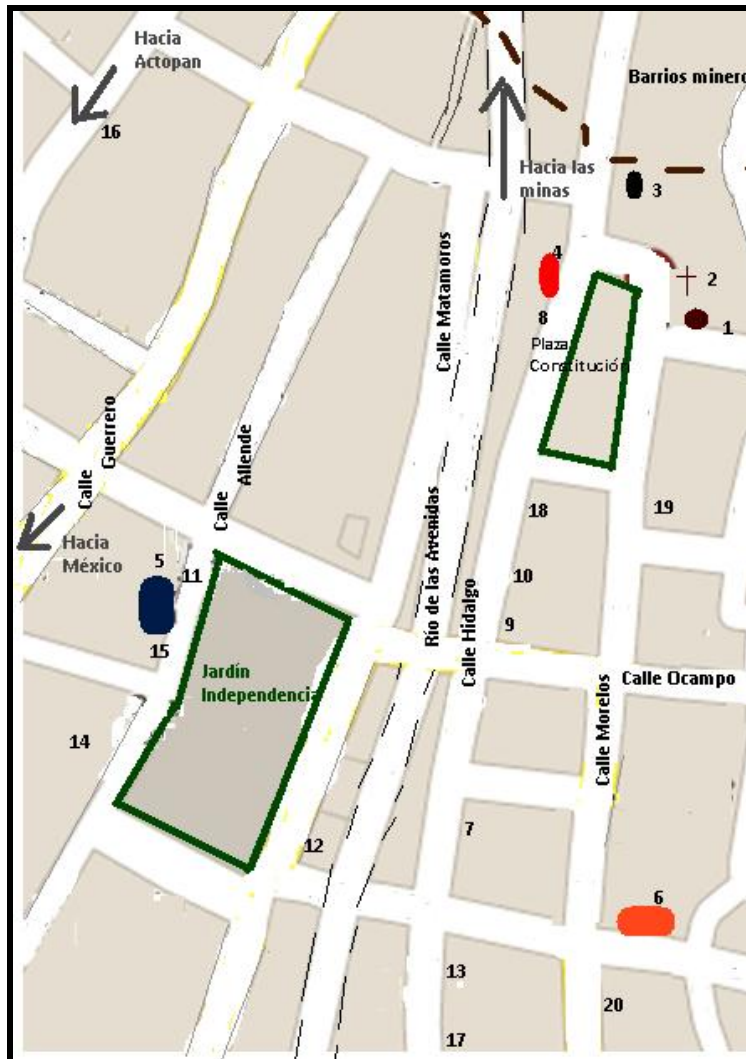 Hacia
Actopan
16
Barrios minero
Hacia las
minas
3
4
2
8
1
Plaza
Constitución
Calle Matamoros
Calle Guerrero
Calle Allende
Río de las Avenidas
18
19
Hacia
México
5
11
10
15
9
Calle Hidalgo
Jardín
Independencia
Calle Ocampo
Calle Morelos
14
12
7
6
13
20
17